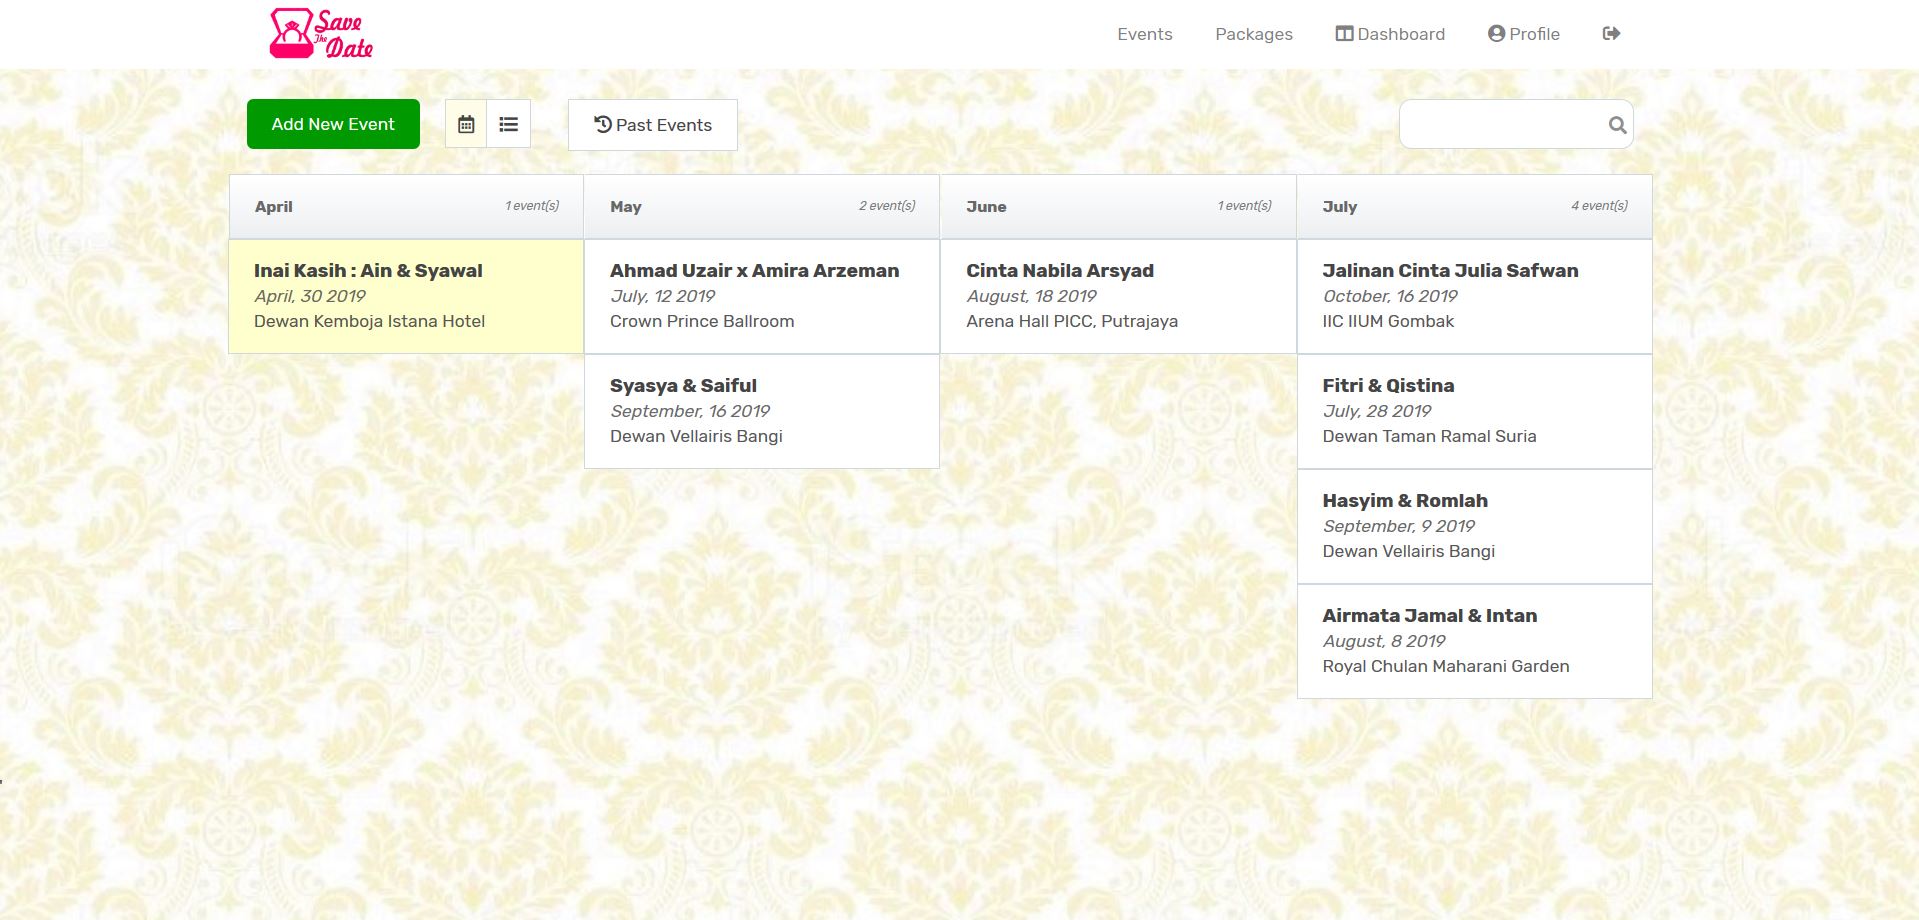 Save
The
Date
Events
Packages
Dashboard
Profile
Add New Event
Past Events
April
1 event(s)
Inai Kasih : Ain & Syawal
April, 30 2019
Dewan Kemboja Istana Hotel
May
2 event(s)
Ahmad Uzair x Amira Arzeman
July, 12 2019
Crown Prince Ballroom
Syasya & Saiful
September, 16 2019
Dewan Vellairis Bangi
June
1 event(s)
Cinta Nabila Arsyad
August, 18 2019
Arena Hall PICC, Putrajaya
July
4 event(s)
Jalinan Cinta Julia Safwan
October, 16 2019
IIC IIUM Gombak
Fitri & Qistina
July, 28 2019
Dewan Taman Ramal Suria
Hasyim & Romlah
September, 9 2019
Dewan Vellairis Bangi
Airmata Jamal & Intan
August, 8 2019
Royal Chulan Maharani Garden